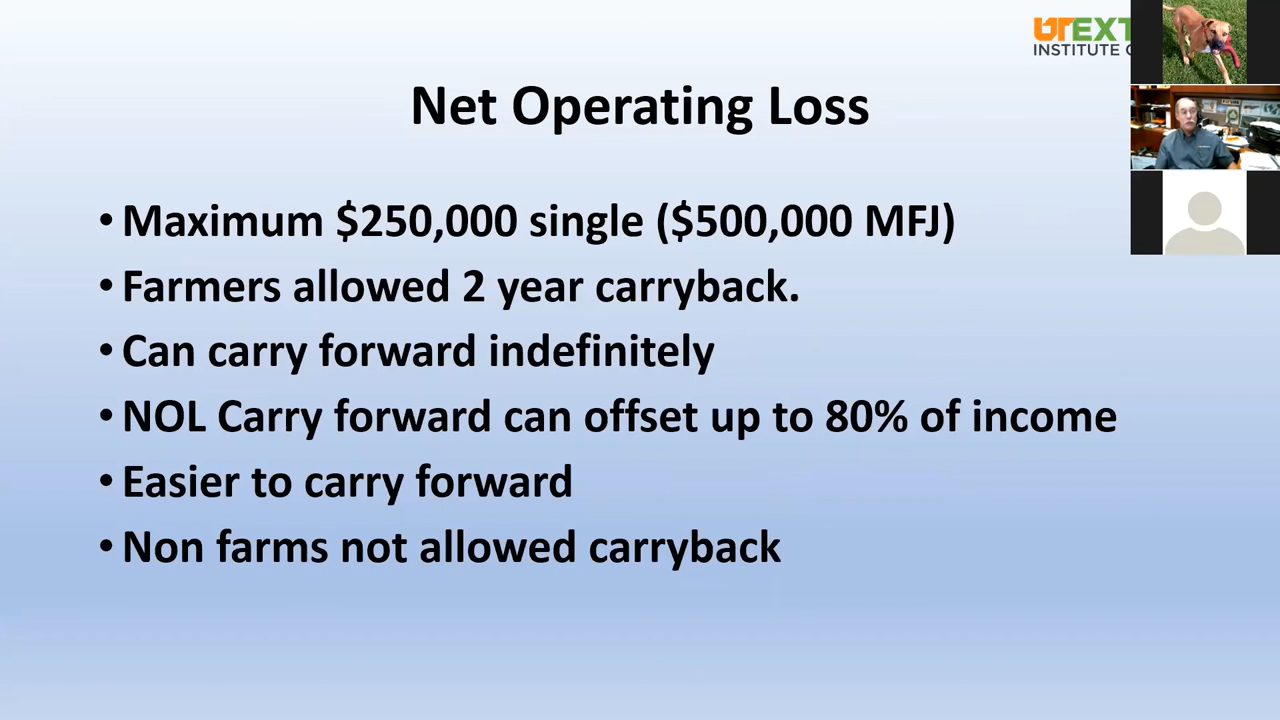 UTEXT
INSTITUTE
Net Operating Loss
• Maximum $250,000 single ($500,000 MFJ)
• Farmers allowed 2 year carryback.
• Can carry forward indefinitely
• NOL Carry forward can offset up to 80% of income
• Easier to carry forward
• Non farms not allowed carryback